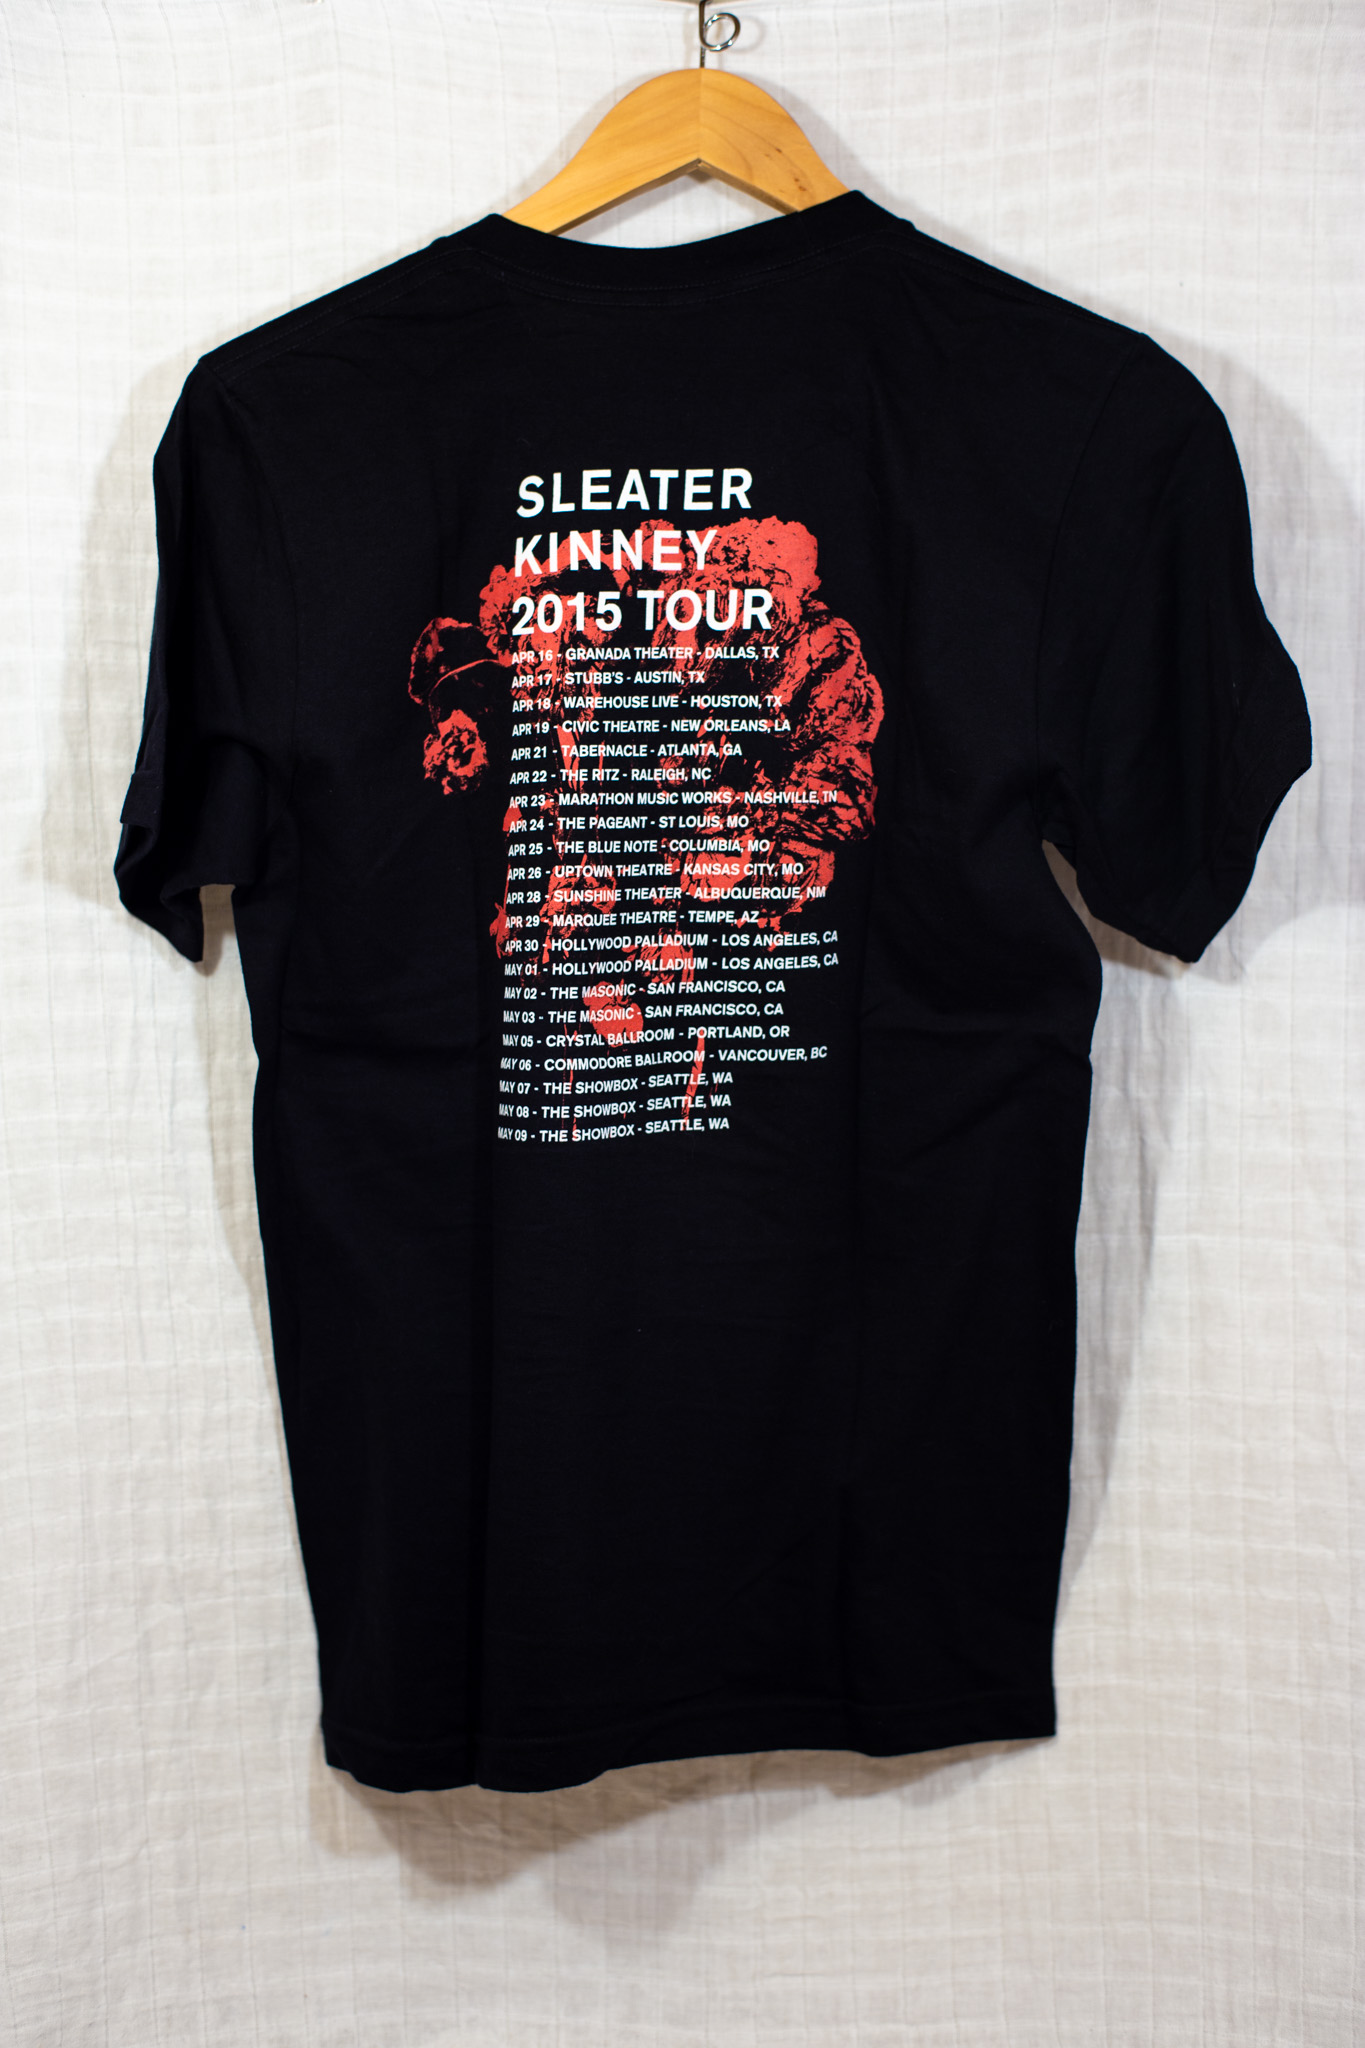 SLEATER
KINNEY
2015 TOUR
APR 16 - GRANADA THEATER - DALLAS, TX
APR 17 - STUBB'S - AUSTIN, TX
APR 18 - WAREHOUSE LIVE - HOUSTON, TX
APR 19 - CIVIC THEATRE - NEW ORLEANS, LA
APR 21 - TABERNACLE - ATLANTA, GA
APR 22 - THE RITZ - RALEIGH, NC
APR 23 - MARATHON MUSIC WORKS - NASHVILLE, TN
APR 24 - THE PAGEANT - ST LOUIS, MO
APR 25 - THE BLUE NOTE - COLUMBIA, MO
APR 26 - UPTOWN THEATRE - KANSAS CITY, MO
APR 28 - SUNSHINE THEATER - ALBUQUERQUE, NM
APR 29 - MARQUEE THEATRE - TEMPE, AZ
APR 30 - HOLLYWOOD PALLADIUM - LOS ANGELES, CA
MAY 01 - HOLLYWOOD PALLADIUM - LOS ANGELES, CA
MAY 02 - THE MASONIC - SAN FRANCISCO, CA
MAY 03 - THE MASONIC - SAN FRANCISCO, CA
MAY 05 - CRYSTAL BALLROOM - PORTLAND, OR
MAY 06 - COMMODORE BALLROOM - VANCOUVER, BC
MAY 07 - THE SHOWBOX - SEATTLE, WA
MAY 08 - THE SHOWBOX - SEATTLE, WA
MAY 09 - THE SHOWBOX - SEATTLE, WA